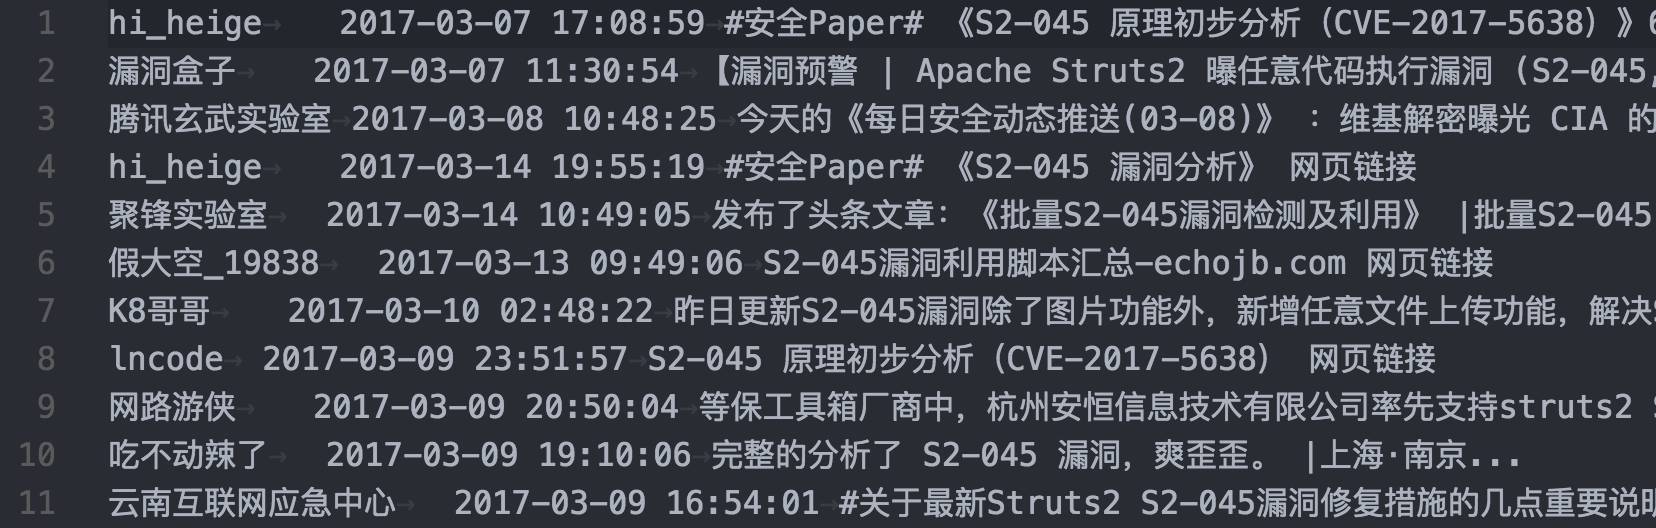 1 hi_heige 2017-03-07 17:08:59 #安全Paper# 《S2-045 原理初步分析（CVE-2017-5638）》
2 漏洞盒子 2017-03-07 11:30:54 【漏洞预警 | Apache Struts2 曝任意代码执行漏洞 (S2-045,
3 腾讯玄武实验室 2017-03-08 10:48:25 今天的《每日安全动态推送(03-08)》 ：维基解密曝光 CIA 的
4 hi_heige 2017-03-14 19:55:19 #安全Paper# 《S2-045 漏洞分析》 网页链接
5 聚锋实验室 2017-03-14 10:49:05 发布了头条文章：《批量S2-045漏洞检测及利用》 |批量S2-045
6 假大空_19838 2017-03-13 09:49:06 S2-045漏洞利用脚本汇总-echojb.com 网页链接
7 K8哥哥 2017-03-10 02:48:22 昨日更新S2-045漏洞除了图片功能外，新增任意文件上传功能，解决
8 lncode 2017-03-09 23:51:57 S2-045 原理初步分析（CVE-2017-5638） 网页链接
9 网路游侠 2017-03-09 20:50:04 等保工具箱厂商中，杭州安恒信息技术有限公司率先支持struts2
10 吃不动辣了 2017-03-09 19:10:06 完整的分析了 S2-045 漏洞，爽歪歪。 |上海·南京...
11 云南互联网应急中心 2017-03-09 16:54:01 #关于最新Struts2 S2-045漏洞修复措施的几点重要说明